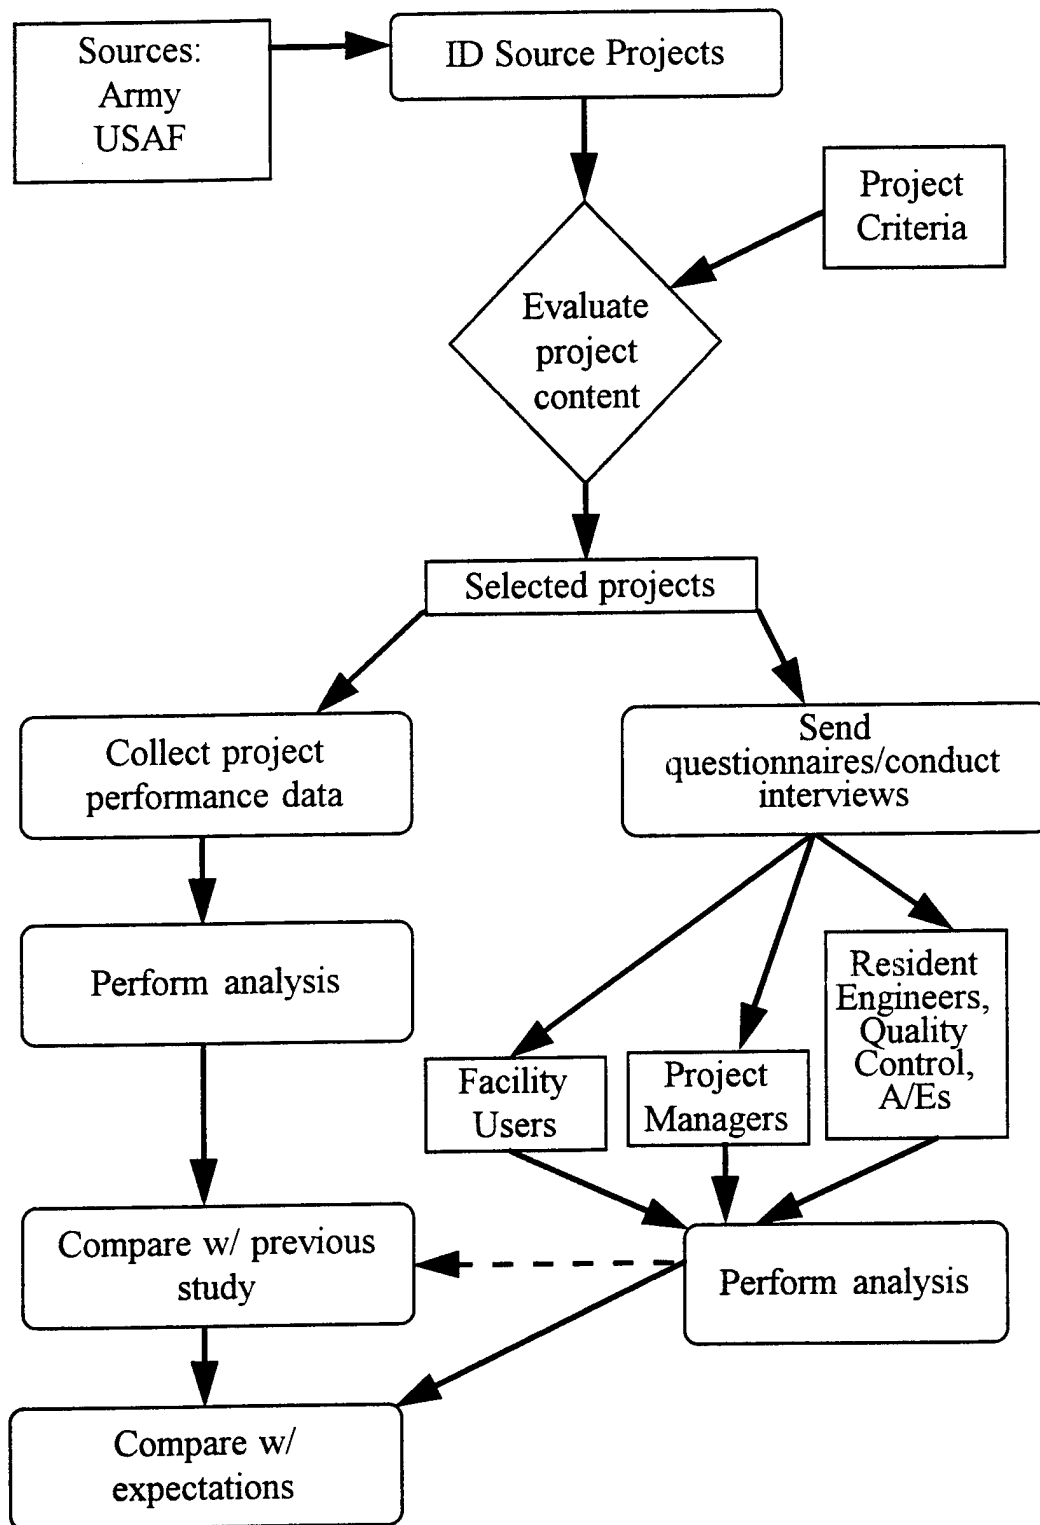 Sources:
Army
USAF
ID Source Projects
Project
Criteria
Evaluate
project
content
Selected projects
Collect project
performance data
Send
questionnaires/conduct
interviews
Perform analysis
Resident
Engineers,
Quality
Control,
A/Es
Facility
Users
Project
Managers
Compare w/ previous
study
Perform analysis
Compare w/
expectations